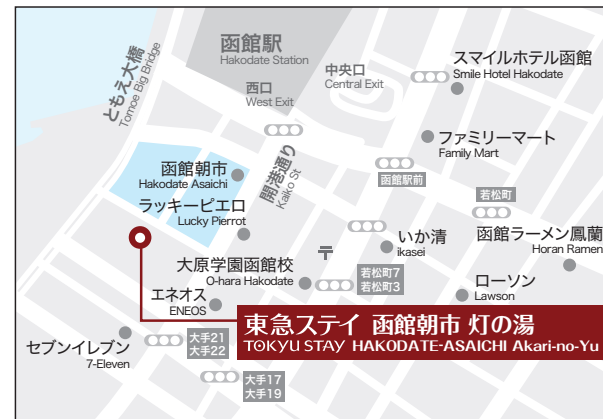 函館駅
Hakodate Station
中央口
Central Exit
西口
West Exit
スマイルホテル函館
Smile Hotel Hakodate
ともえ大橋
Tomoe Big Bridge
ファミリーマート
Family Mart
函館朝市
Hakodate Asaichi
開港通り
Kaiko St
函館駅前
若松町
ラッキーピエロ
Lucky Pierrot
いか清
ikasei
函館ラーメン鳳蘭
Horan Ramen
〒
大原学園函館校
O-hara Hakodate
若松町7
若松町3
ローソン
Lawson
エネオス
ENEOS
東急ステイ 函館朝市 灯の湯
TOKYU STAY HAKODATE-ASAICHI Akari-no-Yu
セブンイレブン
7-Eleven
大手21
大手22
大手17
大手19